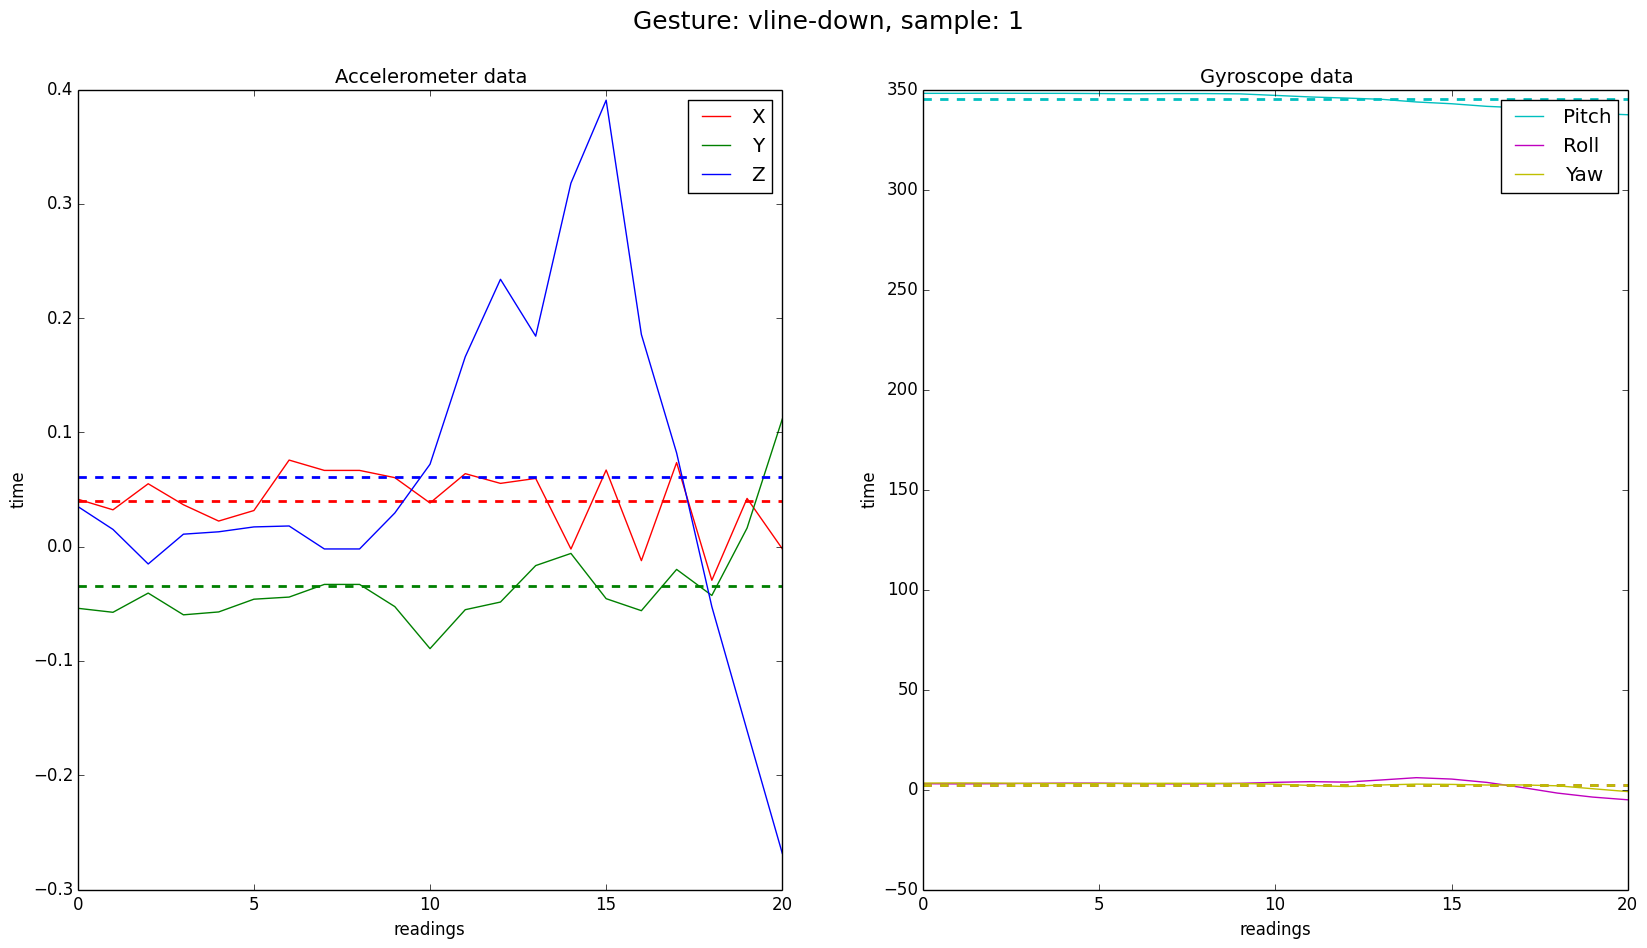 Gesture: vline-down, sample: 1
Accelerometer data
0.4
0.3
0.2
0.1
0.0
−0.1
−0.2
−0.3
time
0 5 10 15 20
readings
X
Y
Z
Gyroscope data
350
300
250
200
150
100
50
0
−50
time
0 5 10 15 20
readings
Pitch
Roll
Yaw